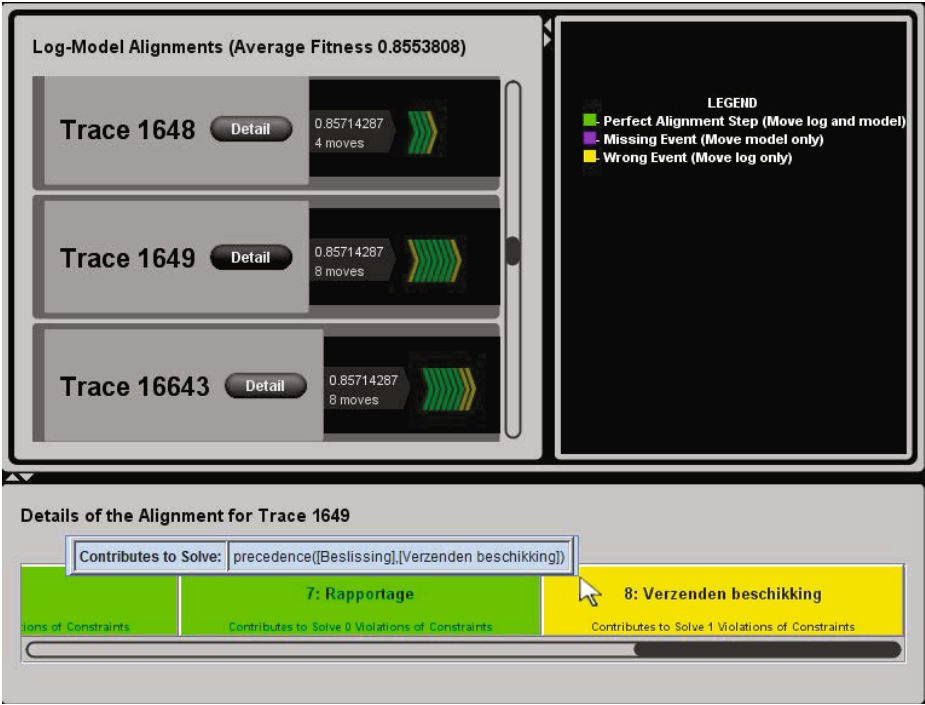 Log-Model Alignments (Average Fitness 0.8553808)
Trace 1648
Detail
0.85714287
4 moves
Trace 1649
Detail
0.85714287
8 moves
Trace 16643
Detail
0.85714287
8 moves
LEGEND
- Perfect Alignment Step (Move log and model)
- Missing Event (Move model only)
- Wrong Event (Move log only)
Details of the Alignment for Trace 1649
Contributes to Solve: precedence([Beslissing],[Verzenden beschikking])
7: Rapportage
8: Verzenden beschikking
ions of Constraints
Contributes to Solve 0 Violations of Constraints
Contributes to Solve 1 Violations of Constraints